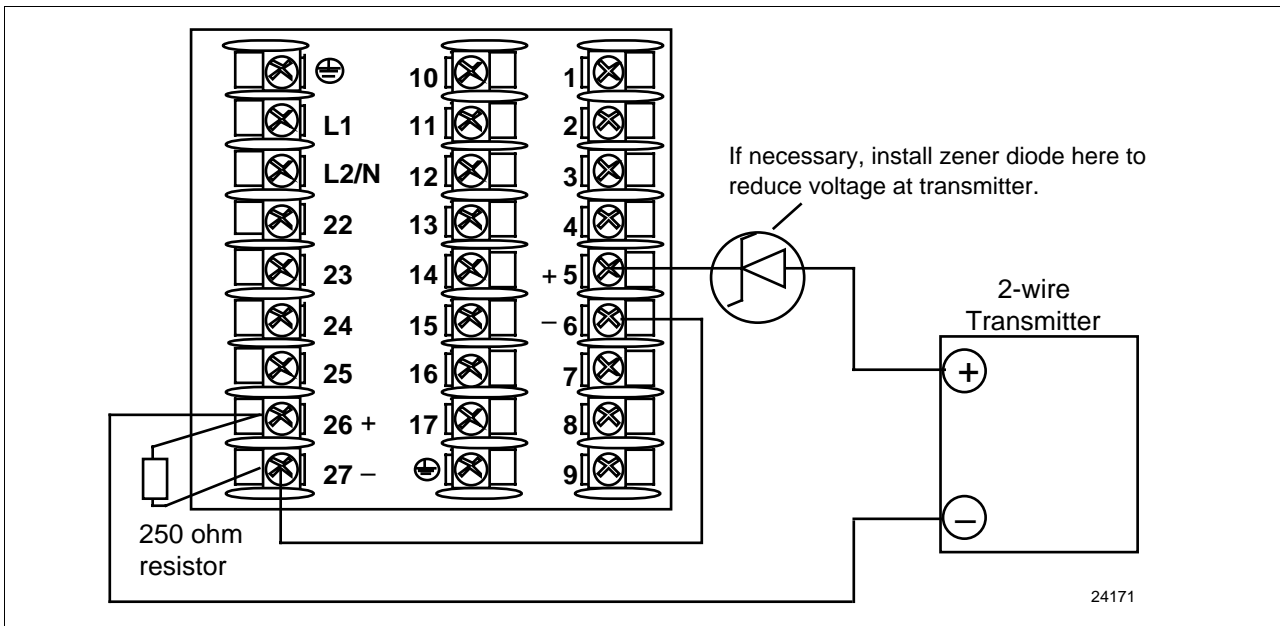 10 1
L1 11 2
L2/N 12 3
22 13 4
23 14 + 5
24 15 – 6
25 16 7
26 + 17 8
27 – 9
If necessary, install zener diode here to
reduce voltage at transmitter.
2-wire
Transmitter
+
–
250 ohm
resistor
24171